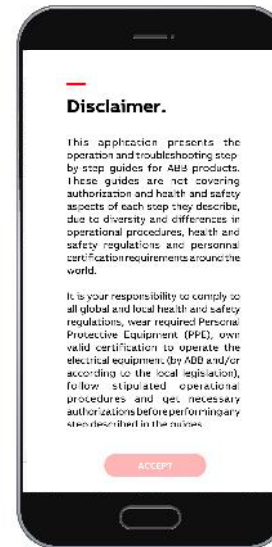 Disclaimer.
This application presents the
operation and troubleshooting step
by step guides for ABB products.
These guides are not covering
authorization and health and safety
aspects of each step they describe,
due to diversity and differences in
operational procedures, health and
safety regulations and personnal
certification requirements around the
world.
It is your responsibility to comply to
all global and local health and safety
regulations, wear required Personal
Protective Equipment (PPE), own
valid certification to operate the
electrical equipment (by ABB and/or
according to the local legislation),
follow stipulated operational
procedures and get necessary
authorizations before performing any
step described in the guides
ACCEPT